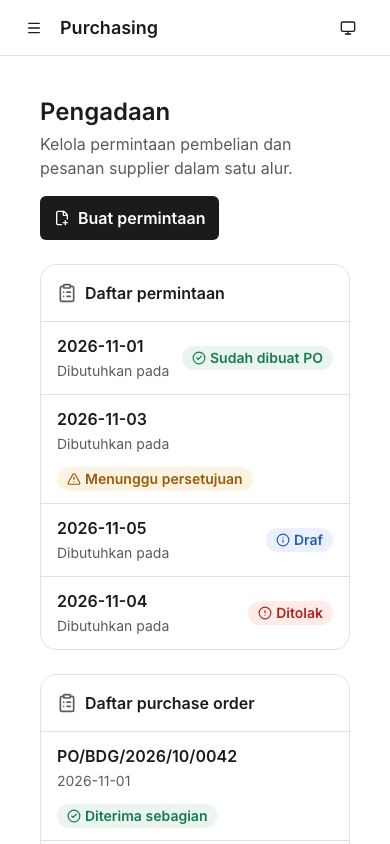 Purchasing
Pengadaan
Kelola permintaan pembelian dan
pesanan supplier dalam satu alur.
Buat permintaan
Daftar permintaan
2026-11-01
Dibutuhkan pada
Sudah dibuat PO
2026-11-03
Dibutuhkan pada
Menunggu persetujuan
2026-11-05
Dibutuhkan pada
Draf
2026-11-04
Dibutuhkan pada
Ditolak
Daftar purchase order
PO/BDG/2026/10/0042
2026-11-01
Diterima sebagian